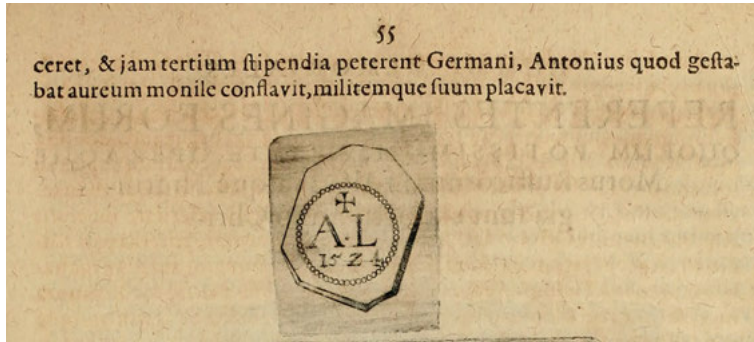 55
ceret, & jam tertium ſtipendia peterent Germani, Antonius quod geſta-
bat aureum monile conflavit, militemque ſuum placavit.
A.L
1524